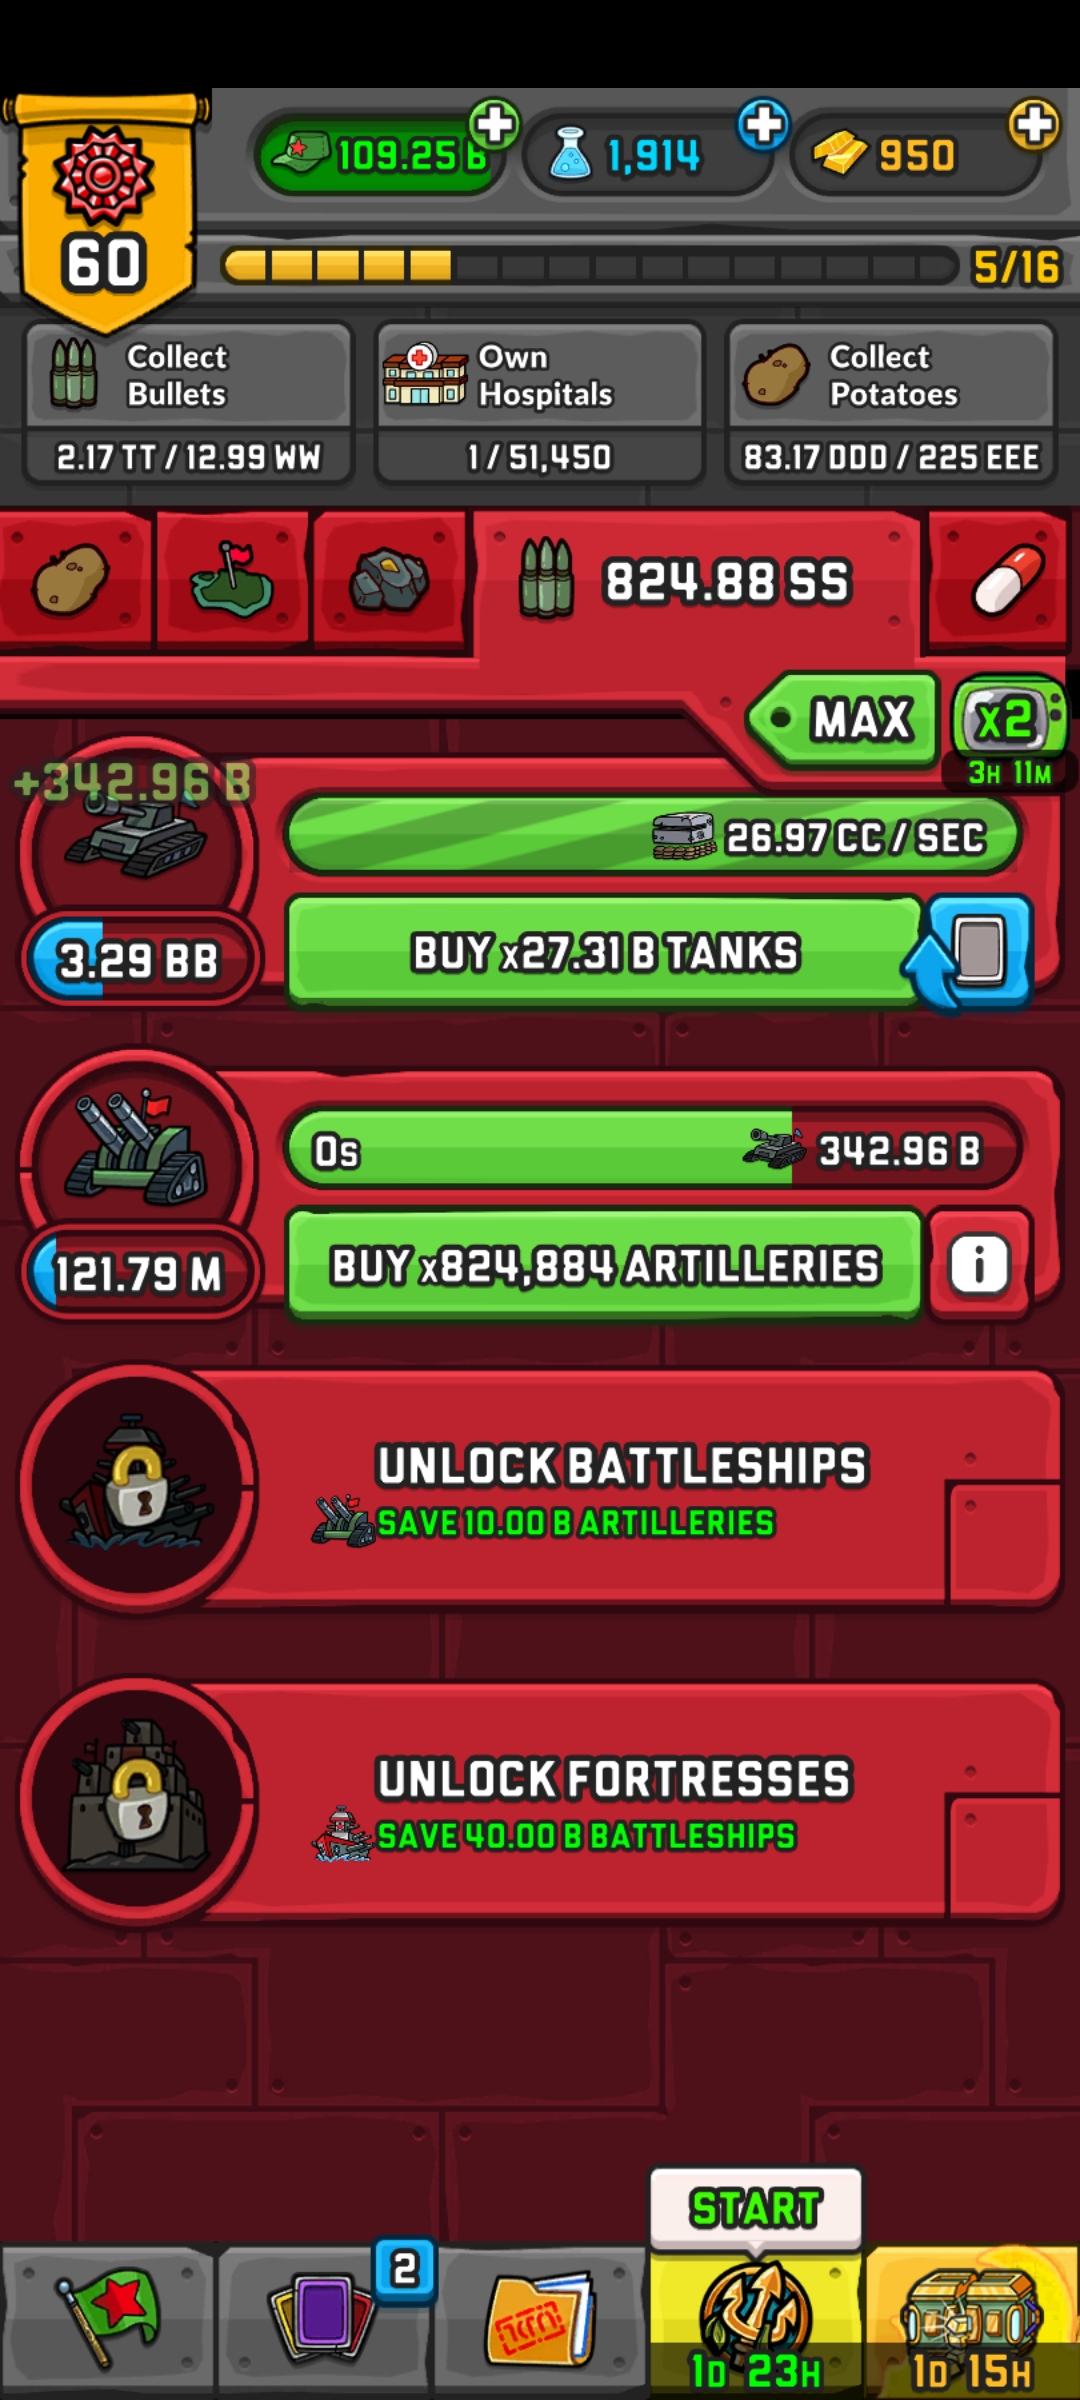 109.25 B
1,914
950
60
5/16
Collect
Bullets
2.17 TT / 12.99 WW
Own
Hospitals
1 / 51,450
Collect
Potatoes
83.17 DDD / 225 EEE
824.88 SS
MAX
x2
3H 11M
+342.96 B
26.97 CC / SEC
3.29 BB
BUY x27.31 B TANKS
0s
342.96 B
121.79 M
BUY x824,884 ARTILLERIES
i
UNLOCK BATTLESHIPS
SAVE 10.00 B ARTILLERIES
UNLOCK FORTRESSES
SAVE 40.00 B BATTLESHIPS
START
2
1D 23H
1D 15H